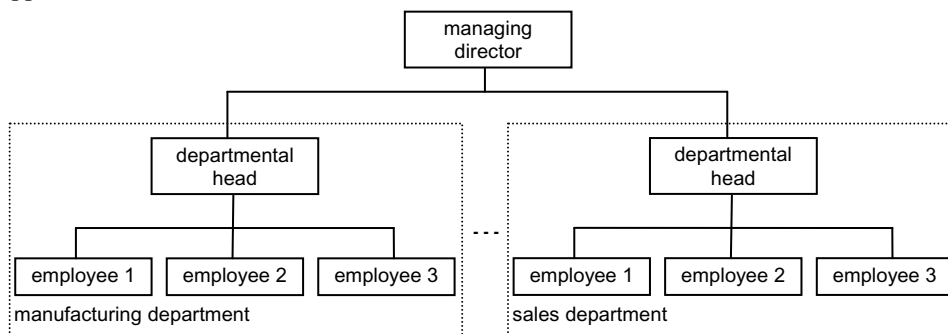 managing
director
departmental
head
departmental
head
employee 1
employee 2
employee 3
employee 1
employee 2
employee 3
manufacturing department
sales department